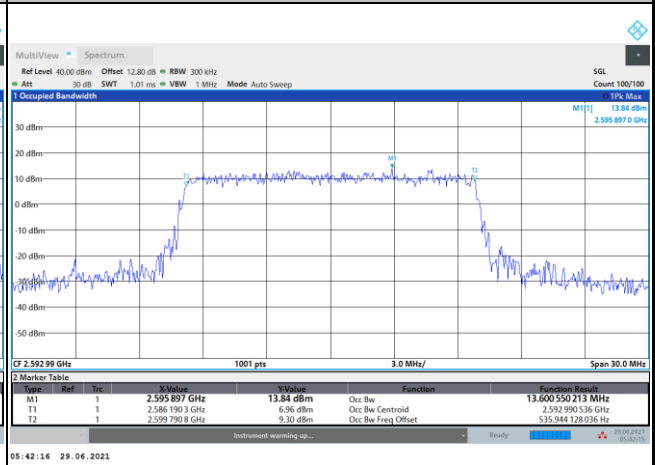 MultiView Spectrum
Ref Level 40.00 dBm Offset 12.80 dB RBW 300 kHz SGL
Att 30 dB SWT 1.01 ms VBW 1 MHz Mode Auto Sweep Count 100/100
1 Occupied Bandwidth 1Pk Max
M1[1] 13.84 dBm
2.595 897 0 GHz
30 dBm
20 dBm
M1
T1 T2
10 dBm
0 dBm
-10 dBm
-20 dBm
-30 dBm
-40 dBm
-50 dBm
CF 2.592 99 GHz 1001 pts 3.0 MHz/ Span 30.0 MHz
2 Marker Table
Type Ref Trc X-Value Y-Value Function Function Result
M1 1 2.595 897 GHz 13.84 dBm Occ Bw 13.600 550 213 MHz
T1 1 2.586 190 3 GHz 6.96 dBm Occ Bw Centroid 2.592 990 536 GHz
T2 1 2.599 790 8 GHz 9.30 dBm Occ Bw Freq Offset 535.944 128 036 Hz
Instrument warming up... Ready 29.06.2021
05:42:15
05:42:16 29.06.2021